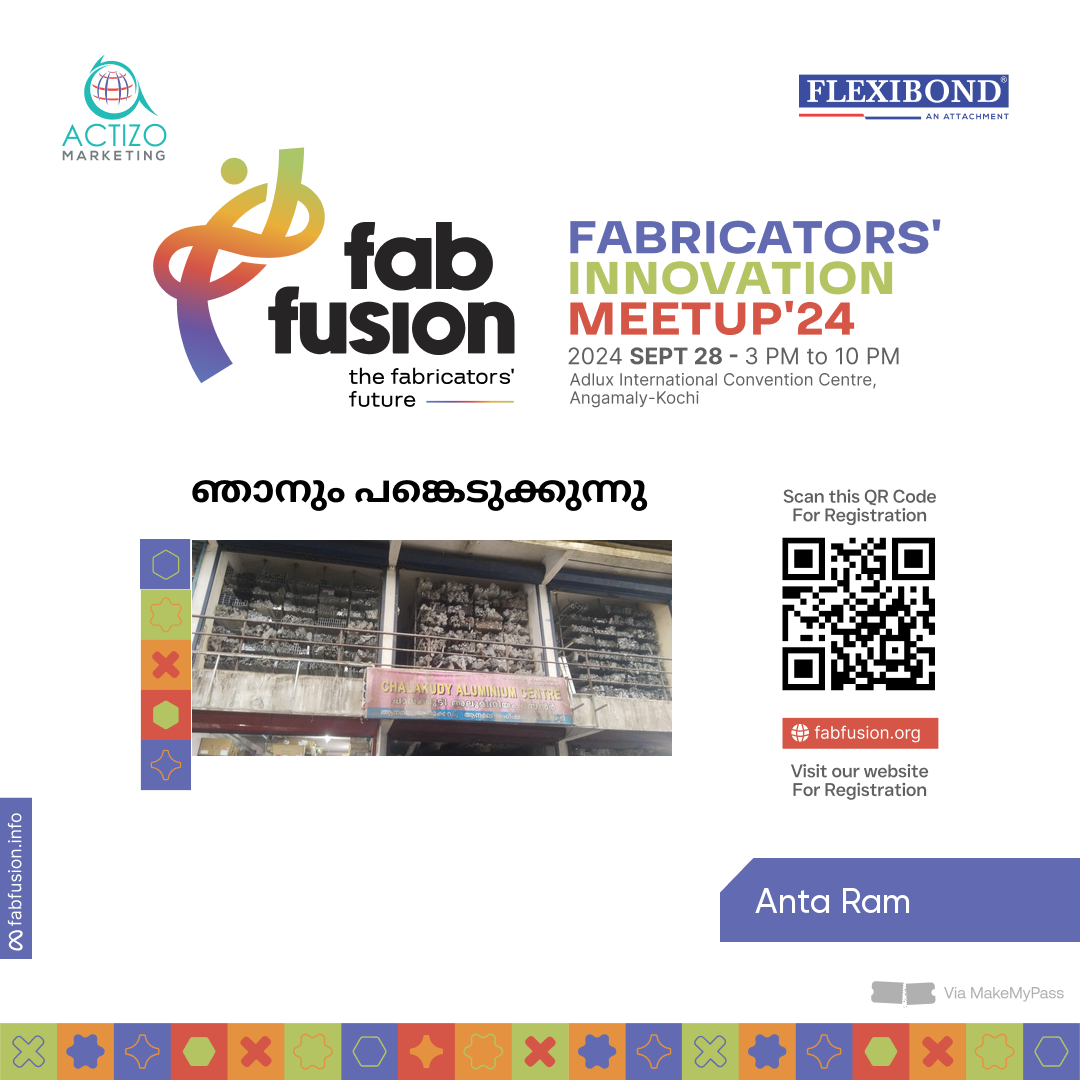 ACTIZO
MARKETING
FLEXIBOND®
AN ATTACHMENT
fab
fusion
the fabricators'
future
FABRICATORS'
INNOVATION
MEETUP'24
2024 SEPT 28 - 3 PM to 10 PM
Adlux International Convention Centre,
Angamaly-Kochi
ഞാനും പങ്കെടുക്കുന്നു
CHALAKUDY ALUMINIUM CENTRE
Scan this QR Code
For Registration
fabfusion.org
Visit our website
For Registration
fabfusion.info
Anta Ram
Via MakeMyPass